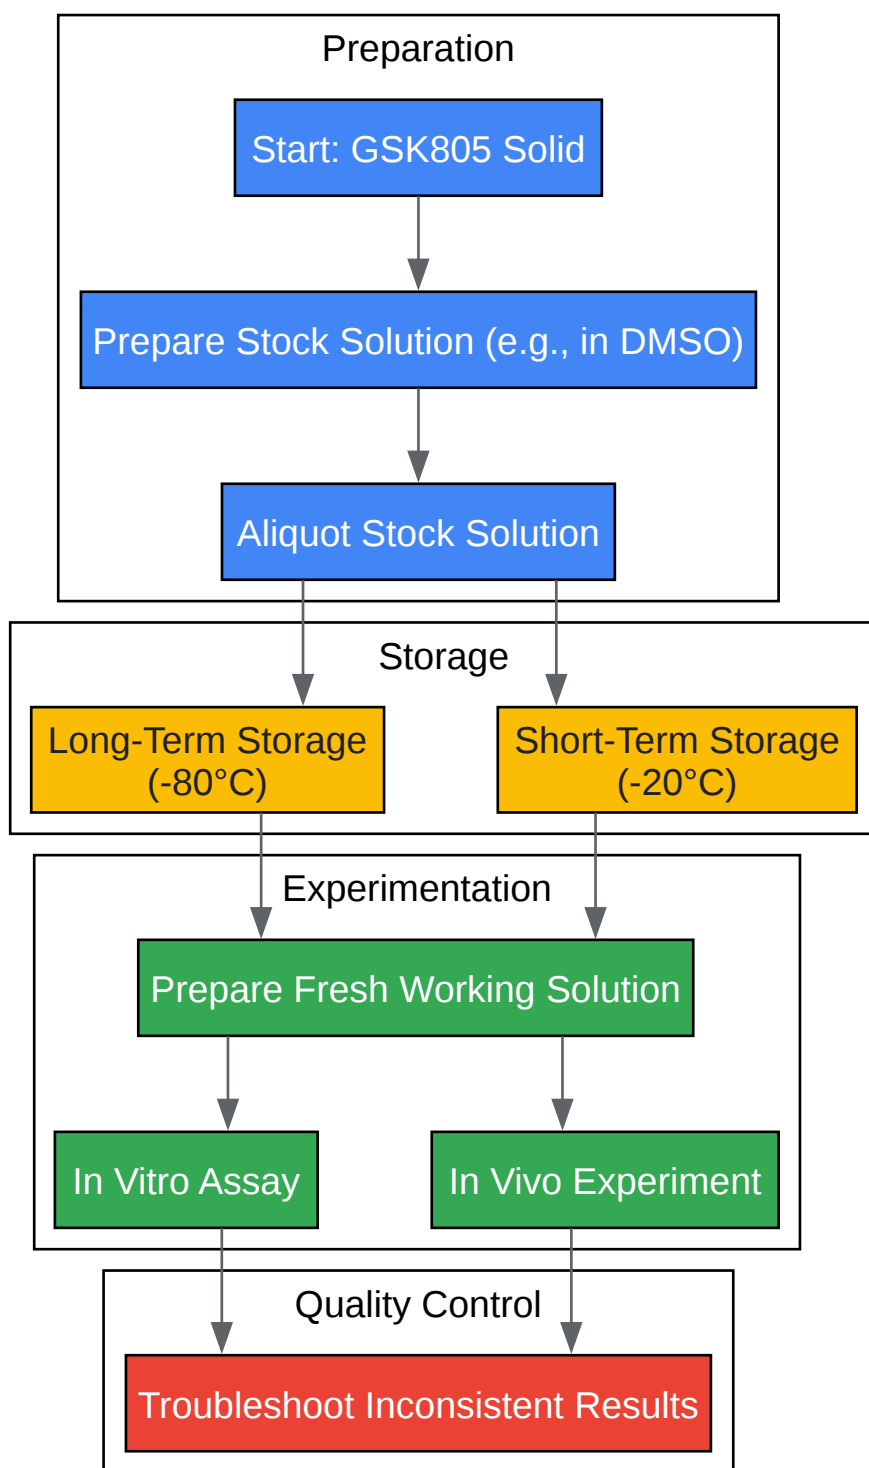 Preparation
Start: GSK805 Solid
Prepare Stock Solution (e.g., in DMSO)
Aliquot Stock Solution
Storage
Long-Term Storage
(-80°C)
Short-Term Storage
(-20°C)
Experimentation
Prepare Fresh Working Solution
In Vitro Assay
In Vivo Experiment
Quality Control
Troubleshoot Inconsistent Results